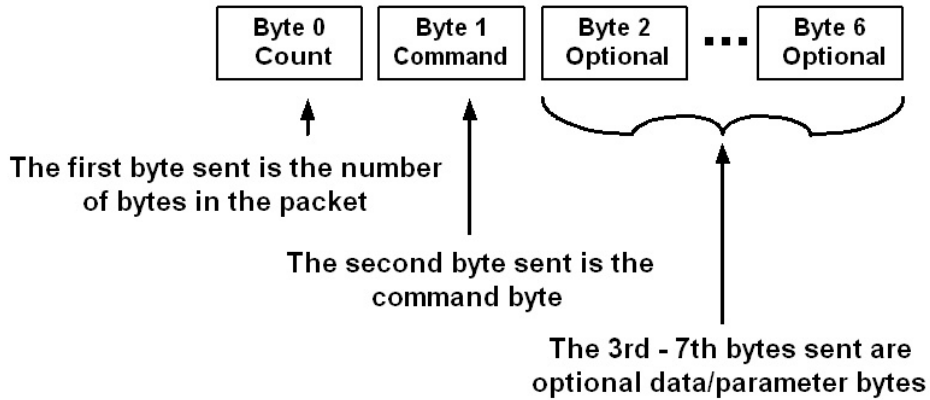 Byte 0
Count
Byte 1
Command
Byte 2
Optional
Byte 6
Optional
The first byte sent is the number
of bytes in the packet
The second byte sent is the
command byte
The 3rd - 7th bytes sent are
optional data/parameter bytes